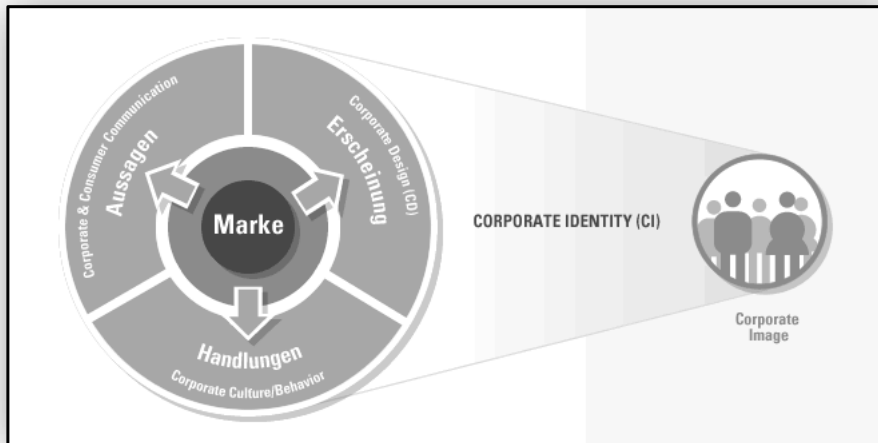 Corporate & Consumer Communication
Aussagen
Erscheinung
Corporate Design (CD)
Marke
Handlungen
Corporate Culture/Behavior
CORPORATE IDENTITY (CI)
Corporate
Image